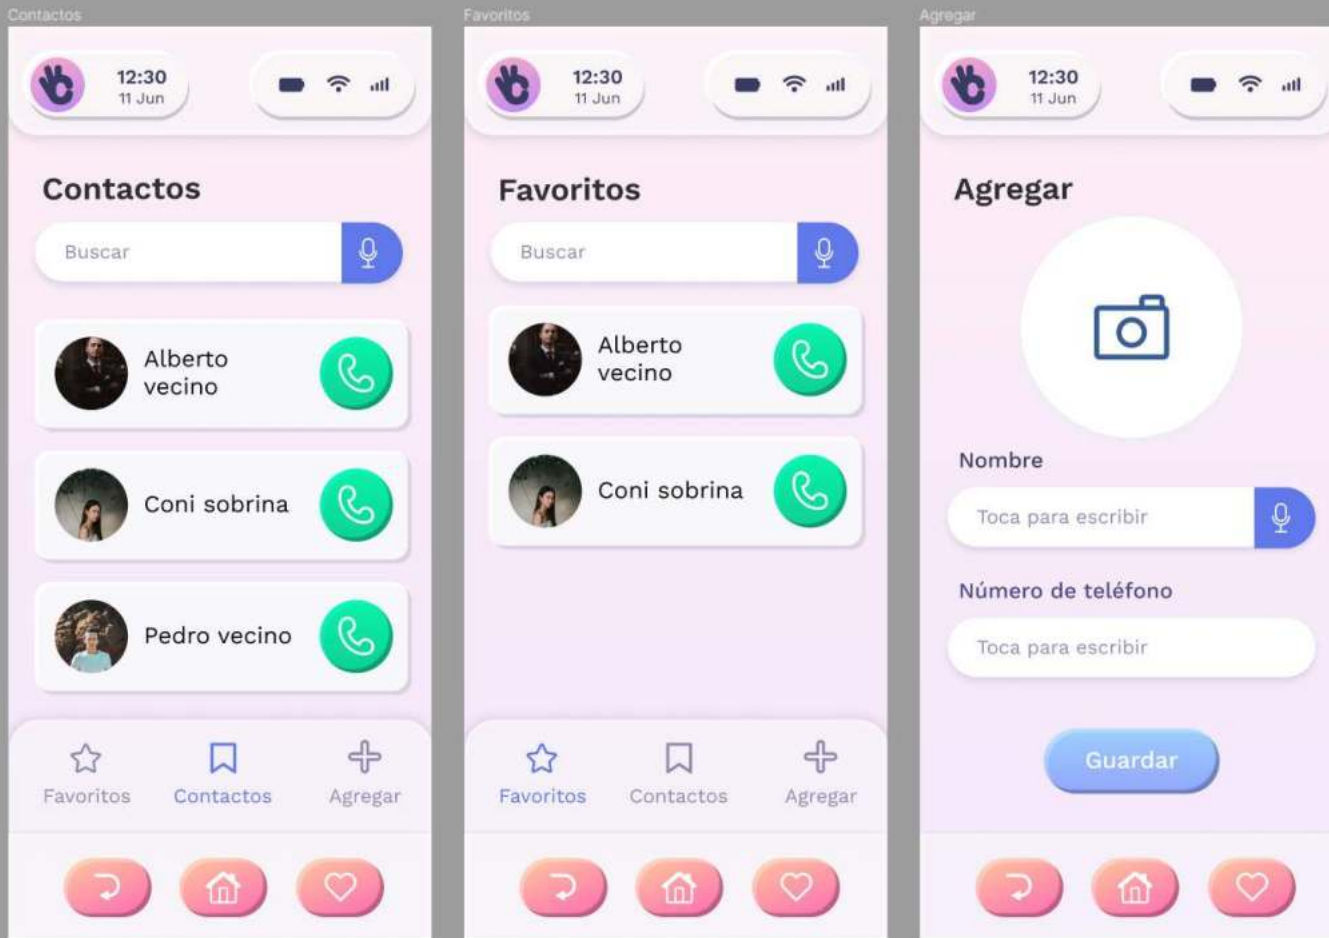 Contactos
12:30
11 Jun
Contactos
Buscar
Alberto
vecino
Coni sobrina
Pedro vecino
Favoritos
Contactos
Agregar
Favoritos
12:30
11 Jun
Favoritos
Buscar
Alberto
vecino
Coni sobrina
Favoritos
Contactos
Agregar
Agregar
12:30
11 Jun
Agregar
Nombre
Toca para escribir
Número de teléfono
Toca para escribir
Guardar